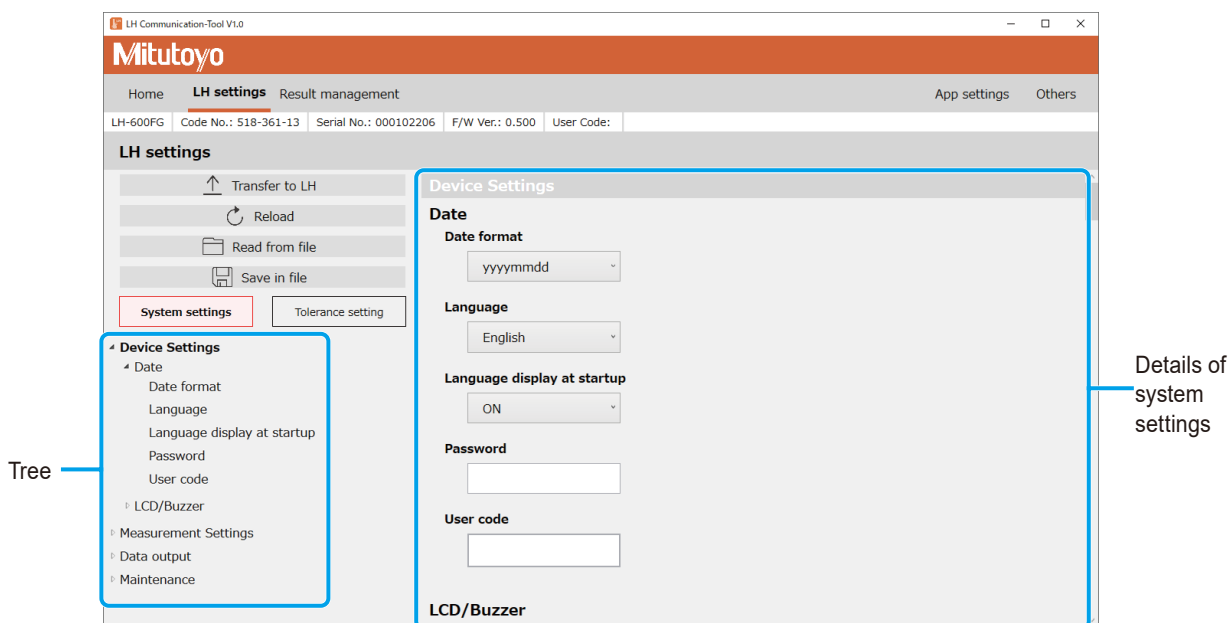 LH Communication-Tool V1.0
Mitutoyo
Home LH settings Result management App settings Others
LH-600FG Code No.: 518-361-13 Serial No.: 000102206 F/W Ver.: 0.500 User Code:
LH settings
Transfer to LH
Reload
Read from file
Save in file
System settings Tolerance setting
Device Settings
Date
Date format
Language
Language display at startup
Password
User code
LCD/Buzzer
Measurement Settings
Data output
Maintenance
Tree
Device Settings
Date
Date format
yyyymmdd
Language
English
Language display at startup
ON
Password
User code
LCD/Buzzer
Details of
system
settings